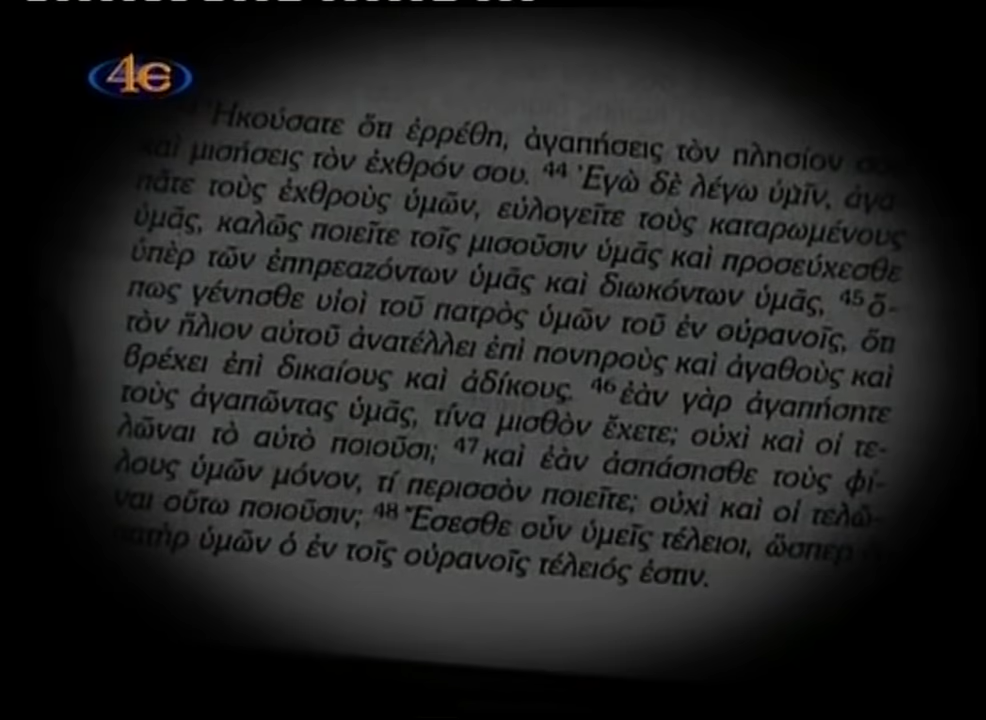 4Ε
Ἠκούσατε ὅτι ἐρρέθη, ἀγαπήσεις τὸν πλησίον σου
καὶ μισήσεις τὸν ἐχθρόν σου. 44 Ἐγὼ δὲ λέγω ὑμῖν, ἀγα
πᾶτε τοὺς ἐχθροὺς ὑμῶν, εὐλογεῖτε τοὺς καταρωμένους
ὑμᾶς, καλῶς ποιεῖτε τοῖς μισοῦσιν ὑμᾶς καὶ προσεύχεσθε
ὑπὲρ τῶν ἐπηρεαζόντων ὑμᾶς καὶ διωκόντων ὑμᾶς, 45 ὅ-
πως γένησθε υἱοὶ τοῦ πατρὸς ὑμῶν τοῦ ἐν οὐρανοῖς, ὅτι
τὸν ἥλιον αὐτοῦ ἀνατέλλει ἐπὶ πονηροὺς καὶ ἀγαθοὺς καὶ
βρέχει ἐπὶ δικαίους καὶ ἀδίκους. 46 ἐὰν γὰρ ἀγαπήσητε
τοὺς ἀγαπῶντας ὑμᾶς, τίνα μισθὸν ἔχετε; οὐχὶ καὶ οἱ τε-
λῶναι τὸ αὐτὸ ποιοῦσι; 47 καὶ ἐὰν ἀσπάσησθε τοὺς φί-
λους ὑμῶν μόνον, τί περισσὸν ποιεῖτε; οὐχὶ καὶ οἱ τελῶ-
ναι οὕτω ποιοῦσιν; 48 Ἔσεσθε οὖν ὑμεῖς τέλειοι, ὥσπερ
πατὴρ ὑμῶν ὁ ἐν τοῖς οὐρανοῖς τέλειός ἐστιν.